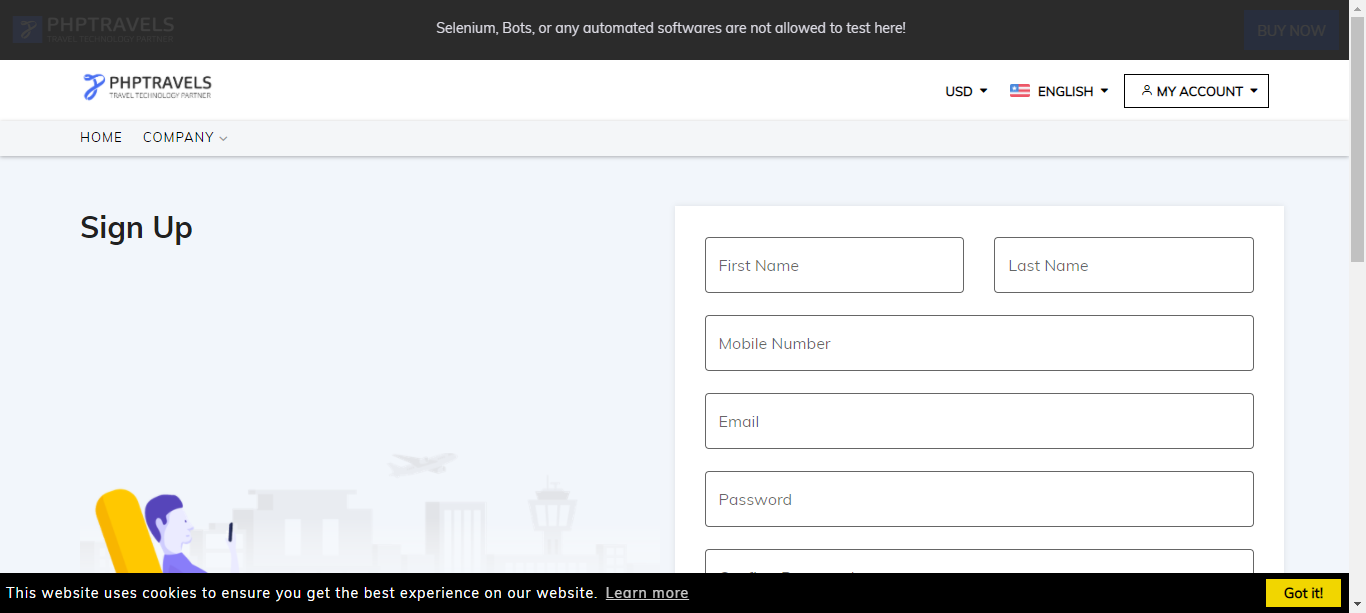 PHPTRAVELS
TRAVEL TECHNOLOGY PARTNER
Selenium, Bots, or any automated softwares are not allowed to test here!
BUY NOW
PHPTRAVELS
TRAVEL TECHNOLOGY PARTNER
USD
ENGLISH
MY ACCOUNT
HOME
COMPANY
Sign Up
First Name
Last Name
Mobile Number
Email
Password
This website uses cookies to ensure you get the best experience on our website. Learn more
Got it!